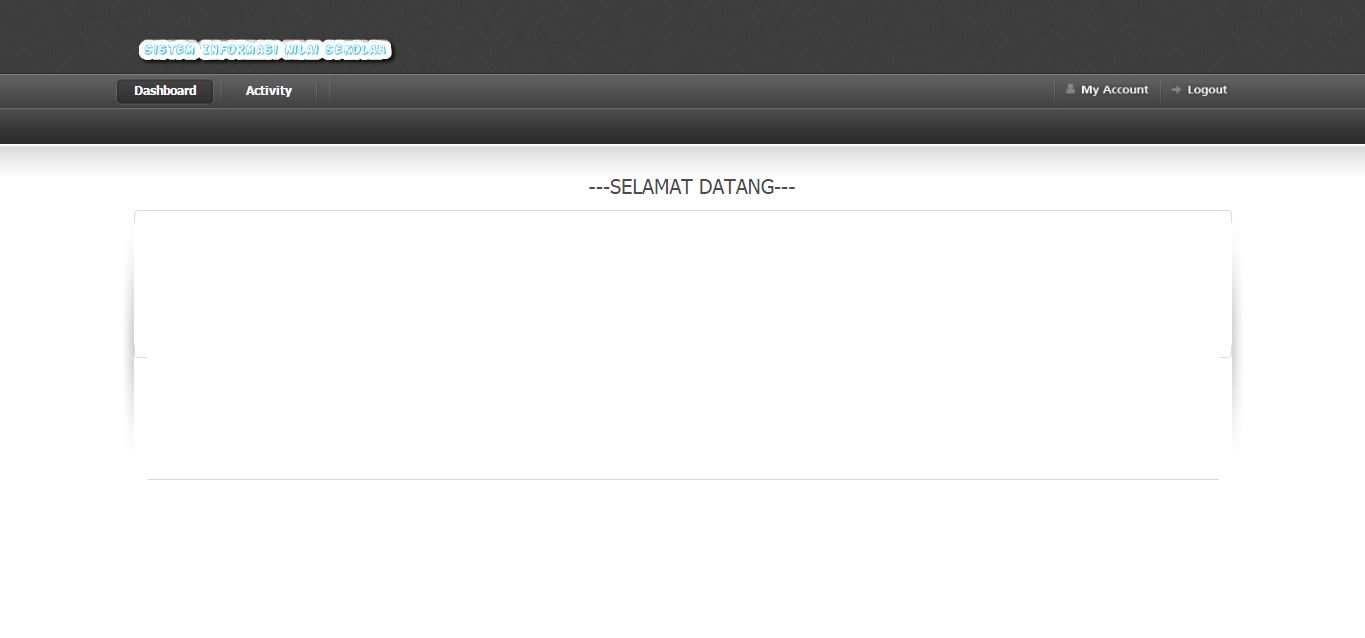 SISTEM INFORMASI NILAI SEKOLAH
Dashboard Activity My Account Logout
---SELAMAT DATANG---